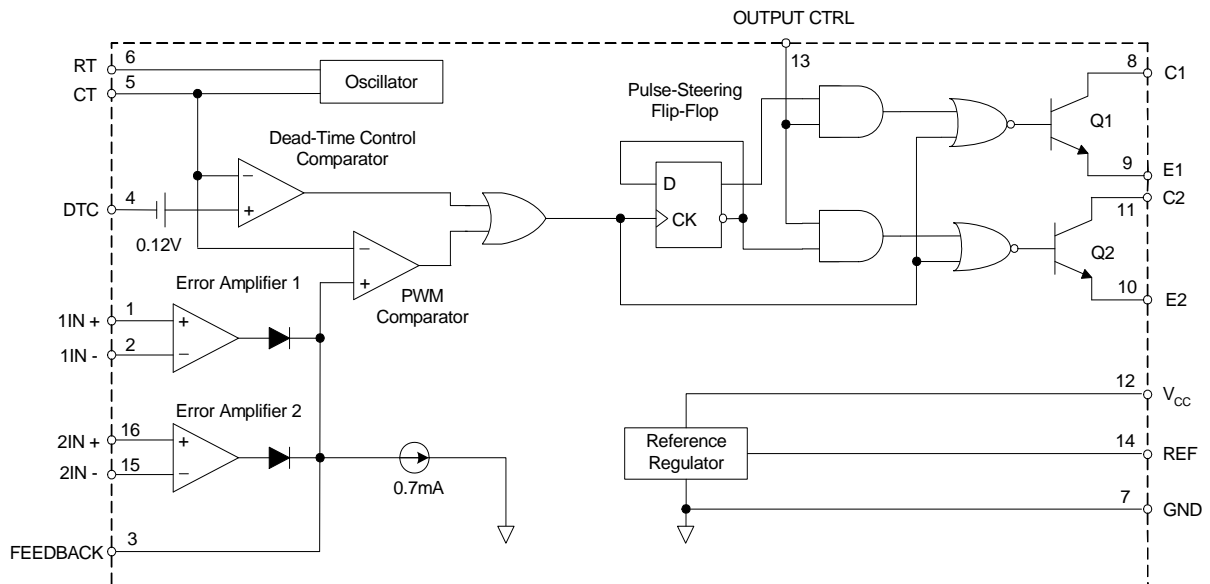 OUTPUT CTRL
13
RT 6
CT 5
Oscillator
Pulse-Steering
Flip-Flop
8 C1
Q1
9 E1
Dead-Time Control
Comparator
−
+
DTC 4
0.12V
D
CK
C2
11
Q2
10 E2
−
+
PWM
Comparator
Error Amplifier 1
1IN + 1
+
1IN - 2
−
Error Amplifier 2
2IN + 16
+
2IN - 15
−
0.7mA
FEEDBACK 3
12 VCC
Reference
Regulator
14 REF
7 GND